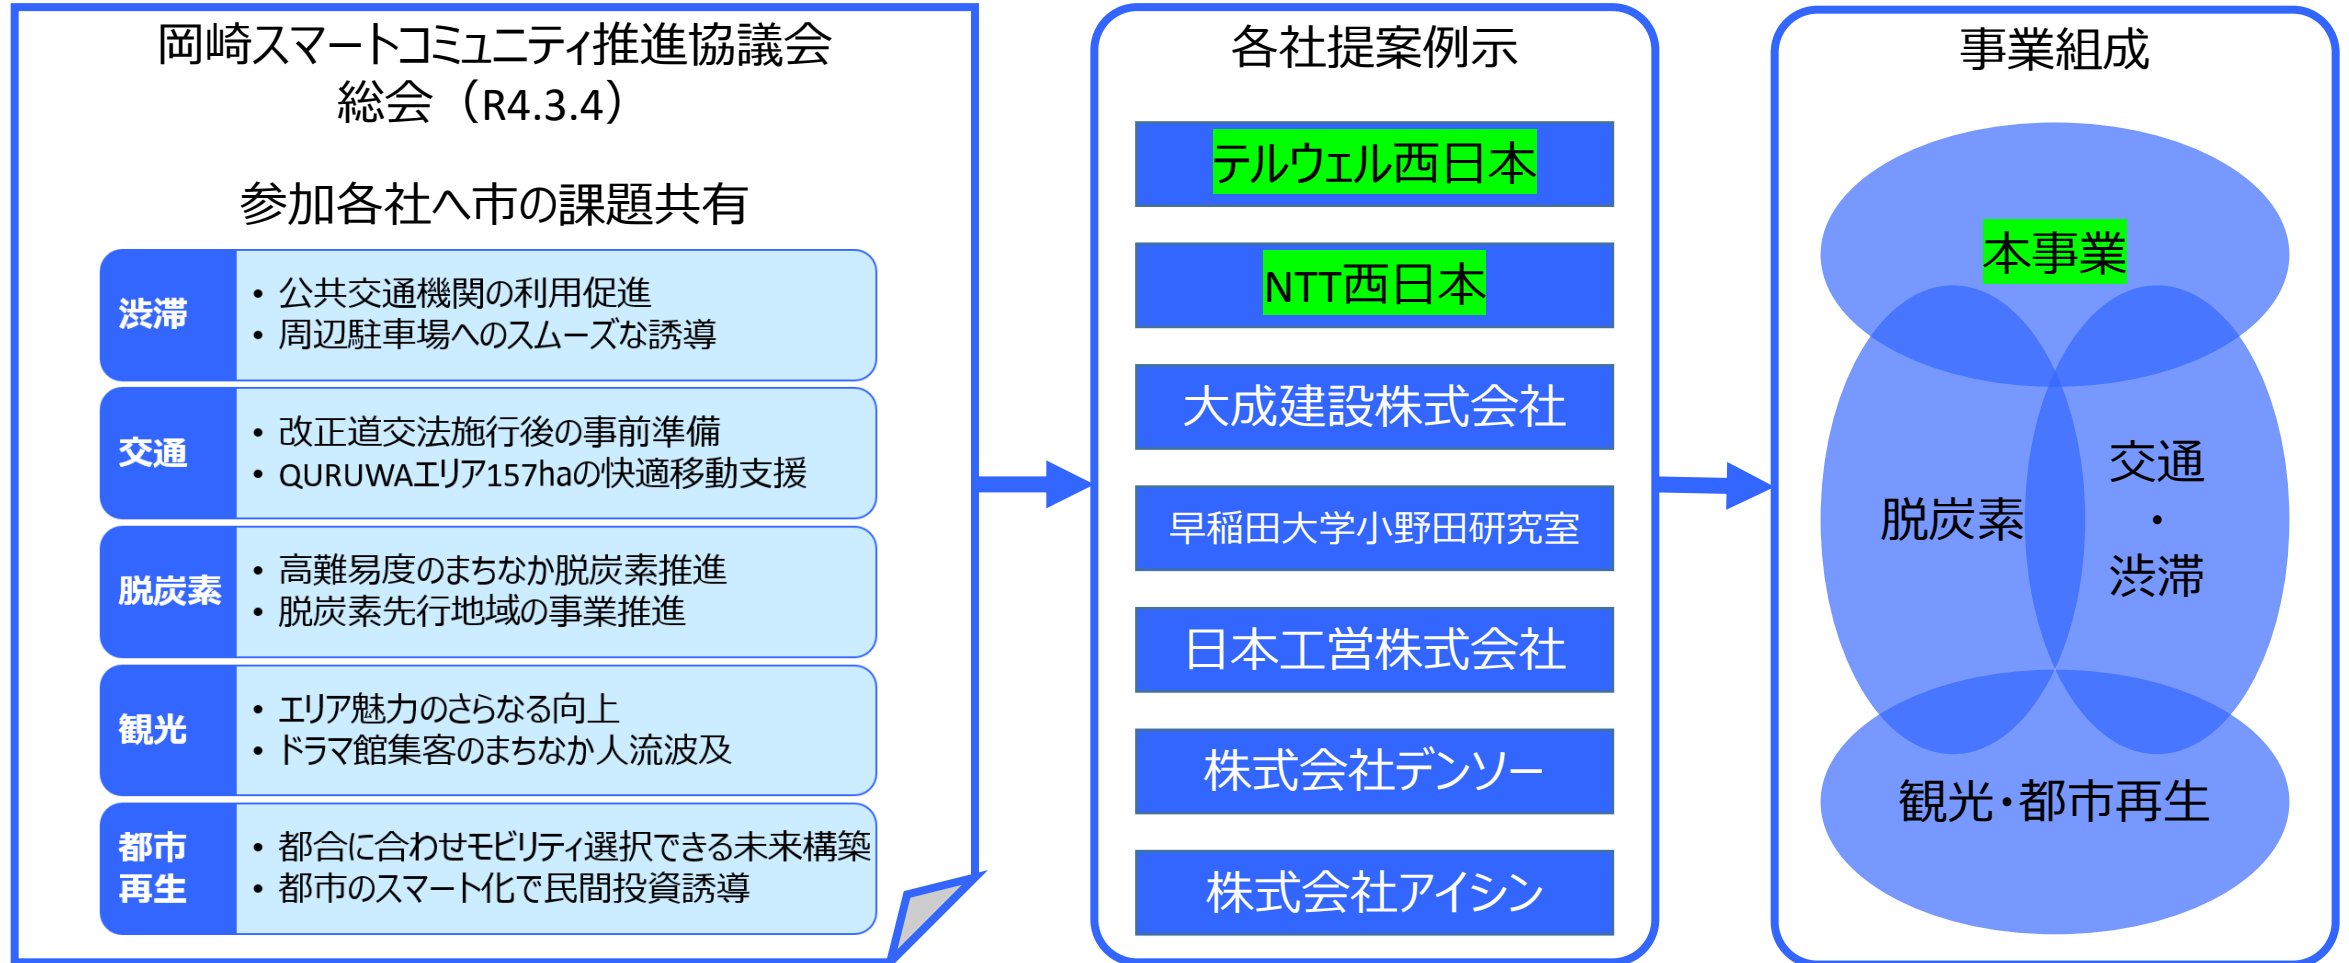 岡崎スマートコミュニティ推進協議会
総会（R4.3.4）
参加各社へ市の課題共有
渋滞
• 公共交通機関の利用促進
• 周辺駐車場へのスムーズな誘導
交通
• 改正道交法施行後の事前準備
• QURUWAエリア157haの快適移動支援
脱炭素
• 高難易度のまちなか脱炭素推進
• 脱炭素先行地域の事業推進
観光
• エリア魅力のさらなる向上
• ドラマ館集客のまちなか人流波及
都市
再生
• 都合に合わせモビリティ選択できる未来構築
• 都市のスマート化で民間投資誘導
各社提案例示
テルウェル西日本
NTT西日本
大成建設株式会社
早稲田大学小野田研究室
日本工営株式会社
株式会社デンソー
株式会社アイシン
事業組成
本事業
脱炭素
交通
・
渋滞
観光・都市再生